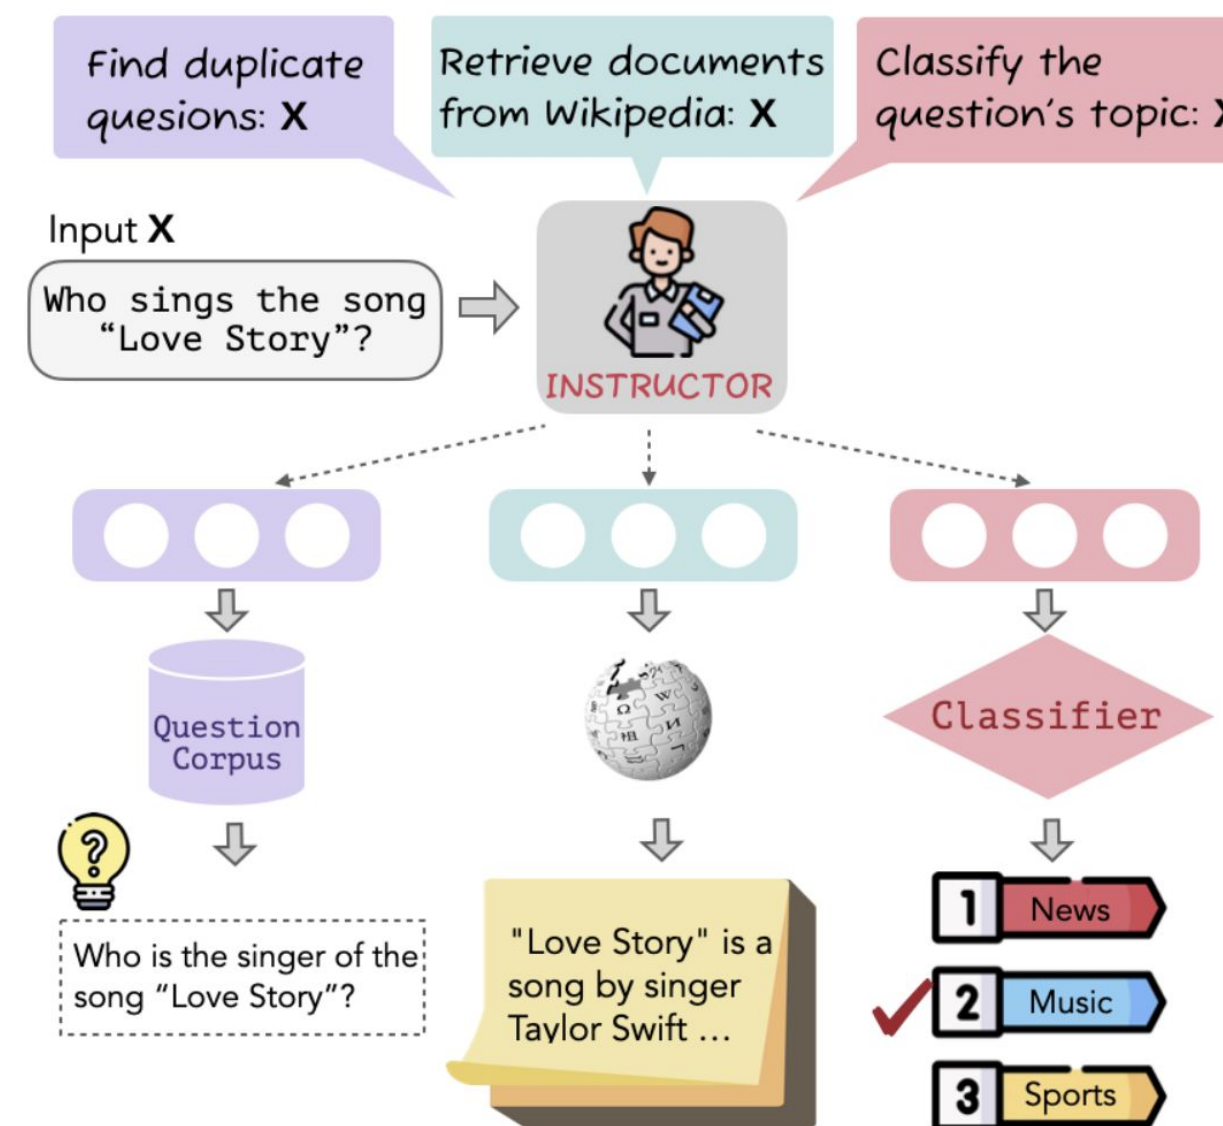 Find duplicate
quesions: X
Retrieve documents
from Wikipedia: X
Classify the
question's topic: X
Input X
Who sings the song
“Love Story”?
INSTRUCTOR
Question
Corpus
Classifier
Who is the singer of the
song “Love Story”?
"Love Story" is a
song by singer
Taylor Swift ...
1 News
2 Music
3 Sports